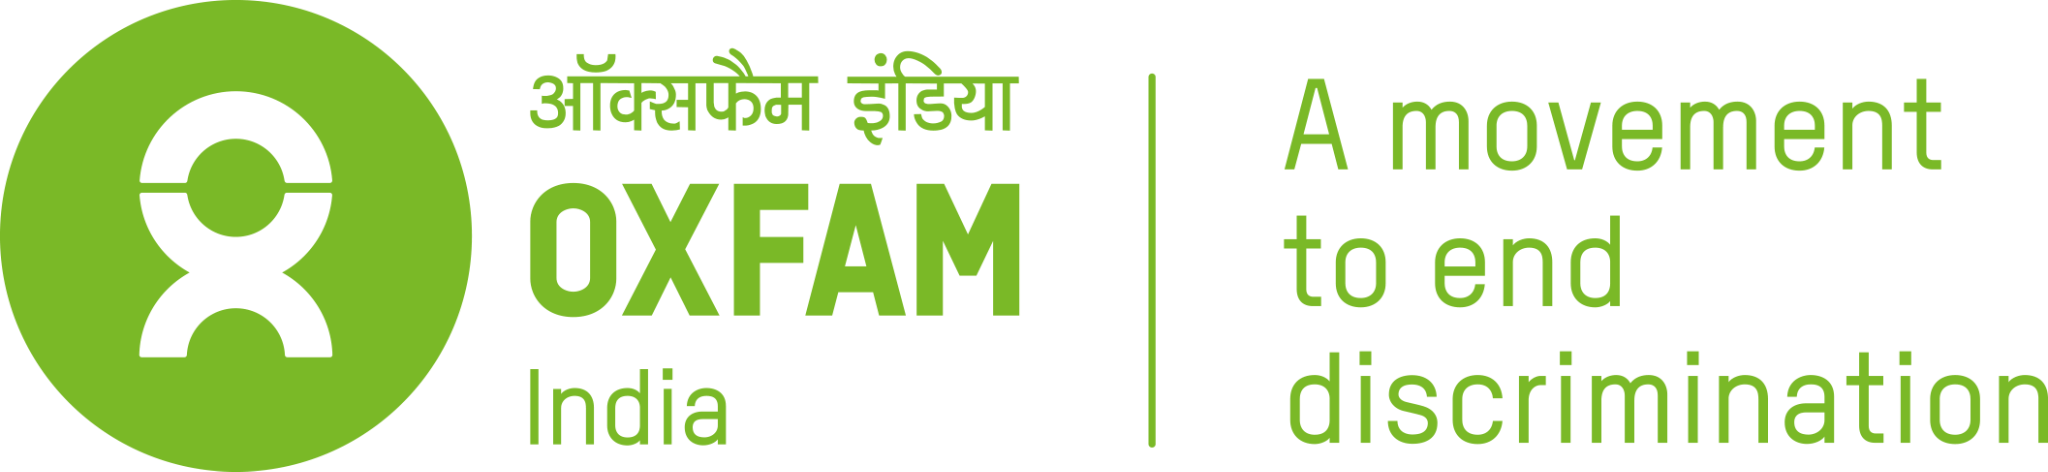 ऑक्सफैम इंडिया
OXFAM
India
A movement
to end
discrimination